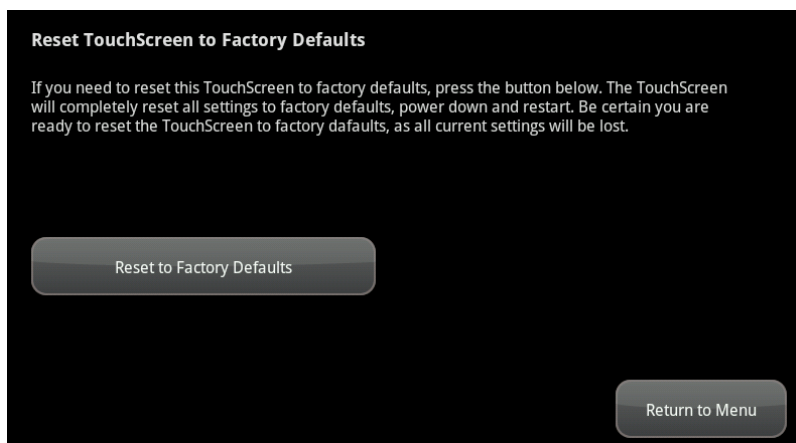 Reset TouchScreen to Factory Defaults
If you need to reset this TouchScreen to factory defaults, press the button below. The TouchScreen
will completely reset all settings to factory defaults, power down and restart. Be certain you are
ready to reset the TouchScreen to factory dafaults, as all current settings will be lost.
Reset to Factory Defaults
Return to Menu